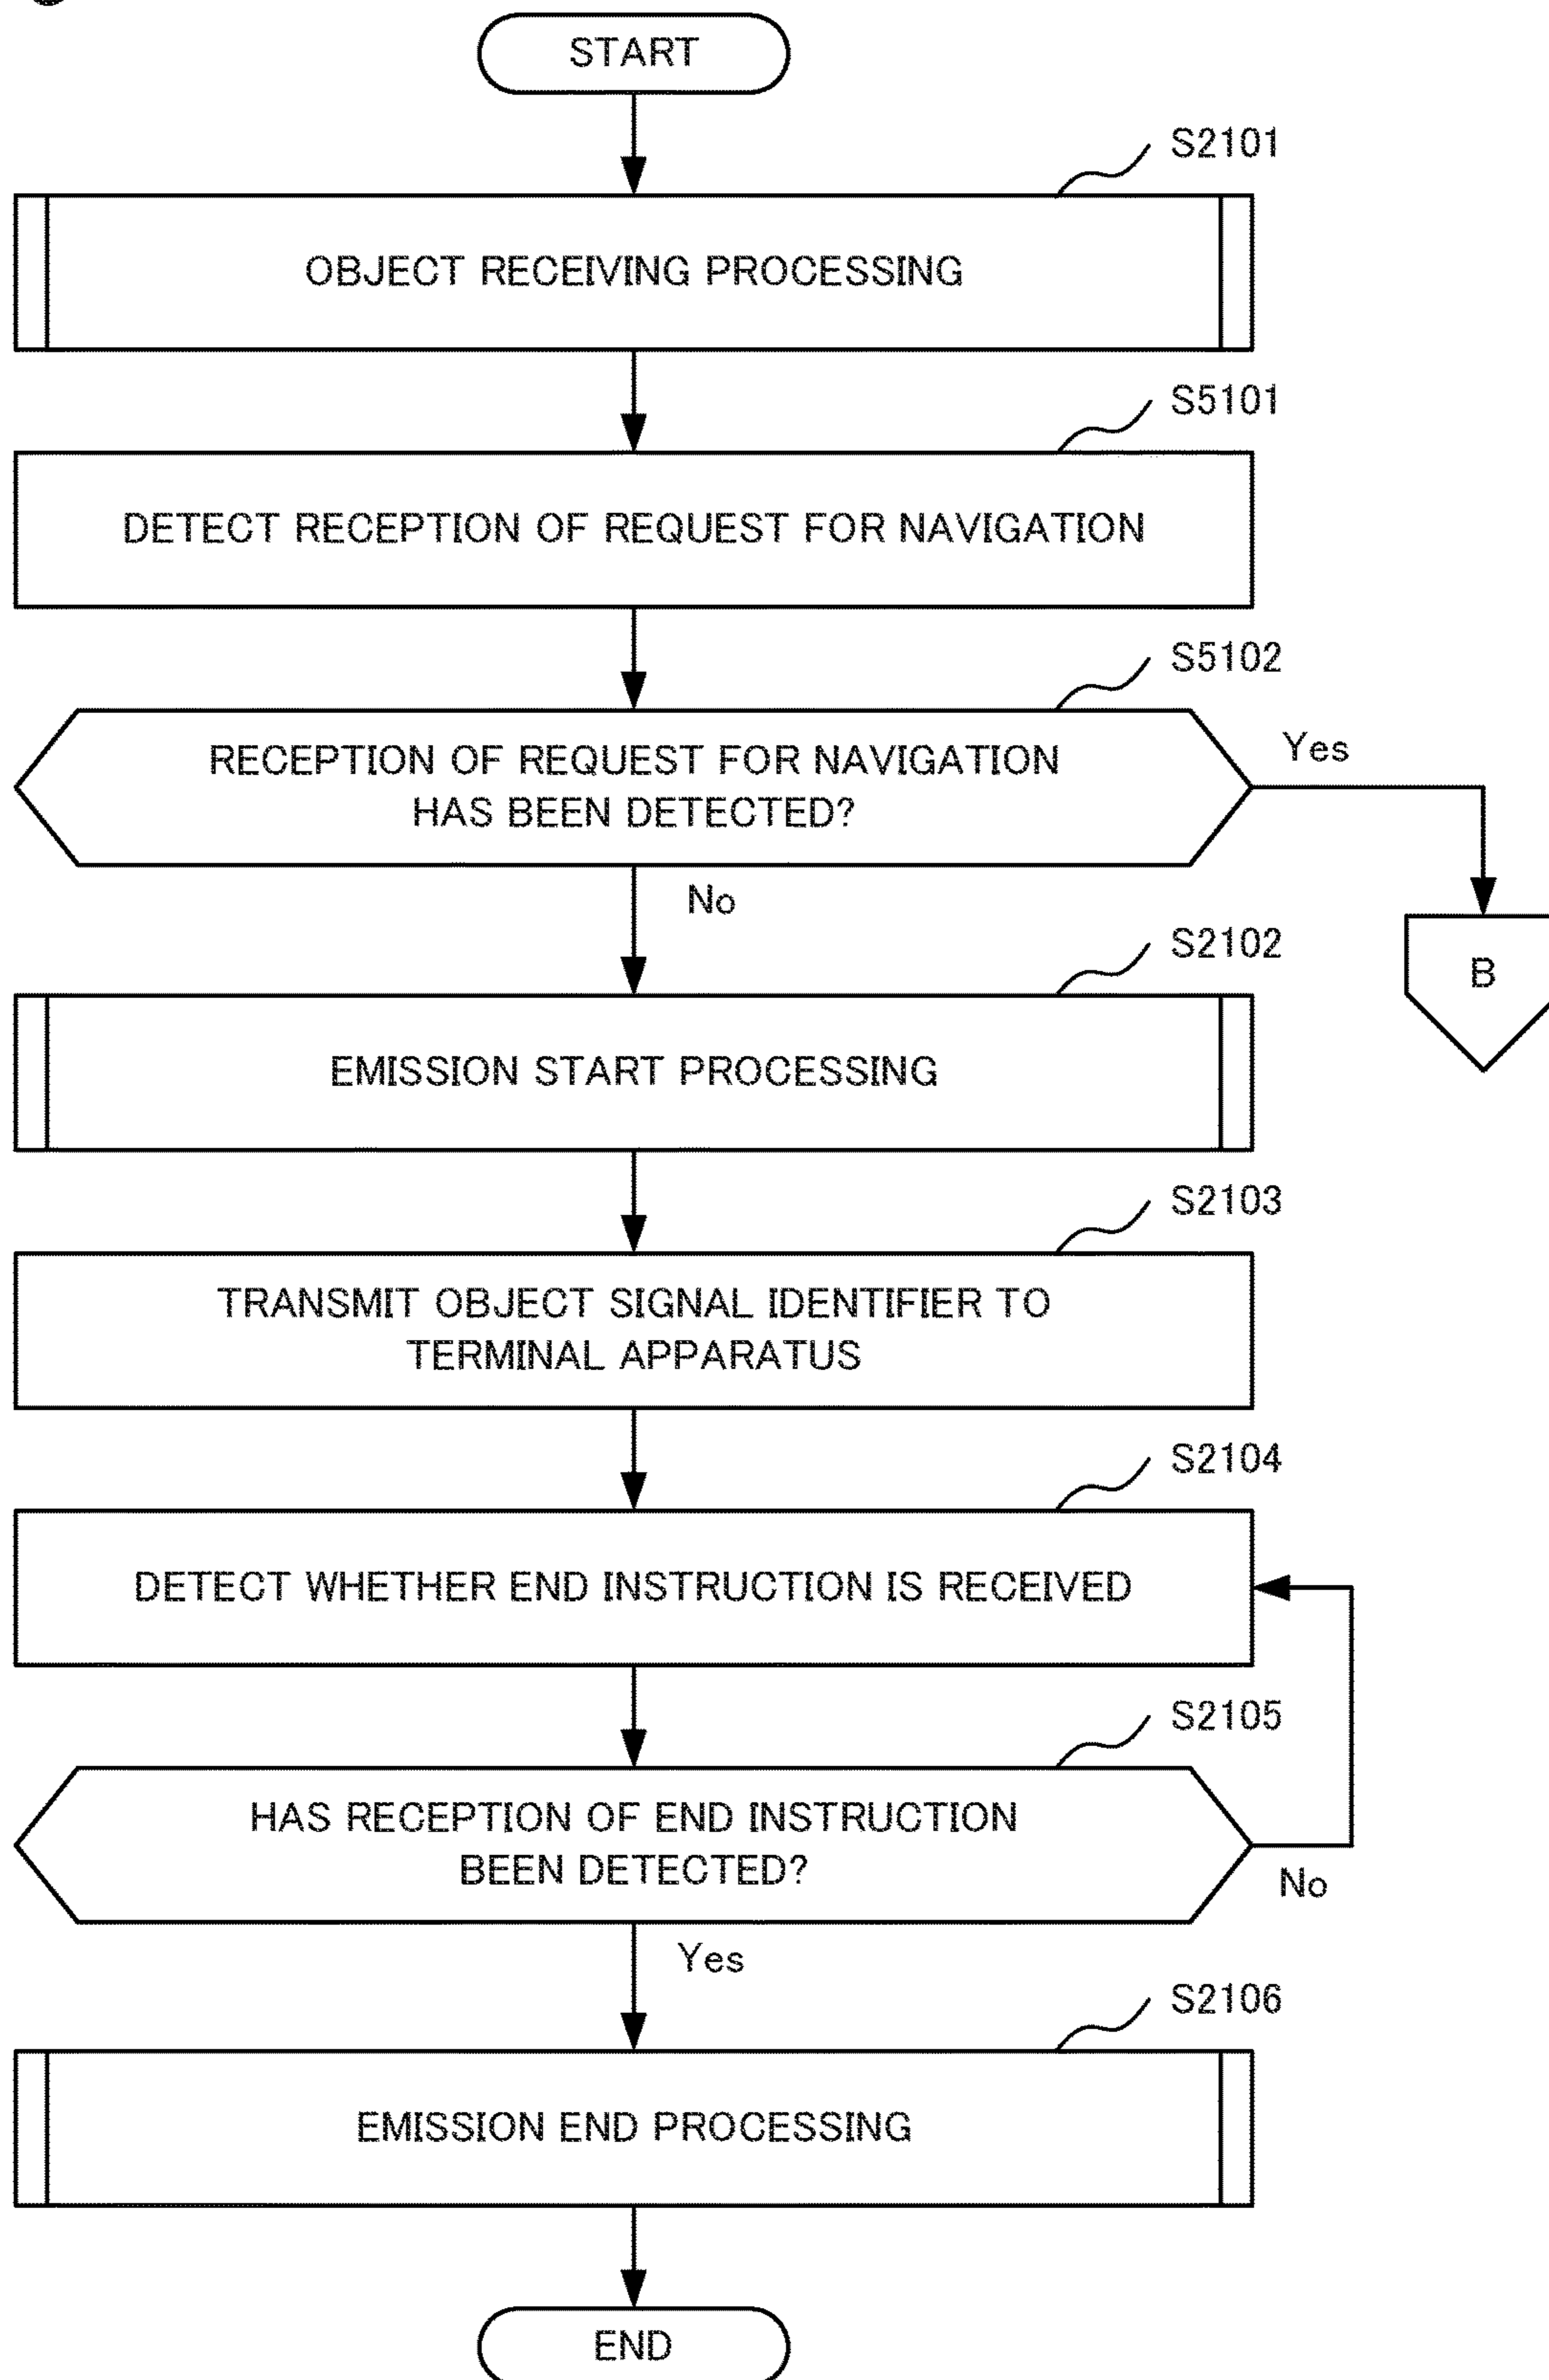 START
S2101
OBJECT RECEIVING PROCESSING
S5101
DETECT RECEPTION OF REQUEST FOR NAVIGATION
S5102
RECEPTION OF REQUEST FOR NAVIGATION
HAS BEEN DETECTED?
Yes
No
B
S2102
EMISSION START PROCESSING
S2103
TRANSMIT OBJECT SIGNAL IDENTIFIER TO
TERMINAL APPARATUS
S2104
DETECT WHETHER END INSTRUCTION IS RECEIVED
S2105
HAS RECEPTION OF END INSTRUCTION
BEEN DETECTED?
No
Yes
S2106
EMISSION END PROCESSING
END